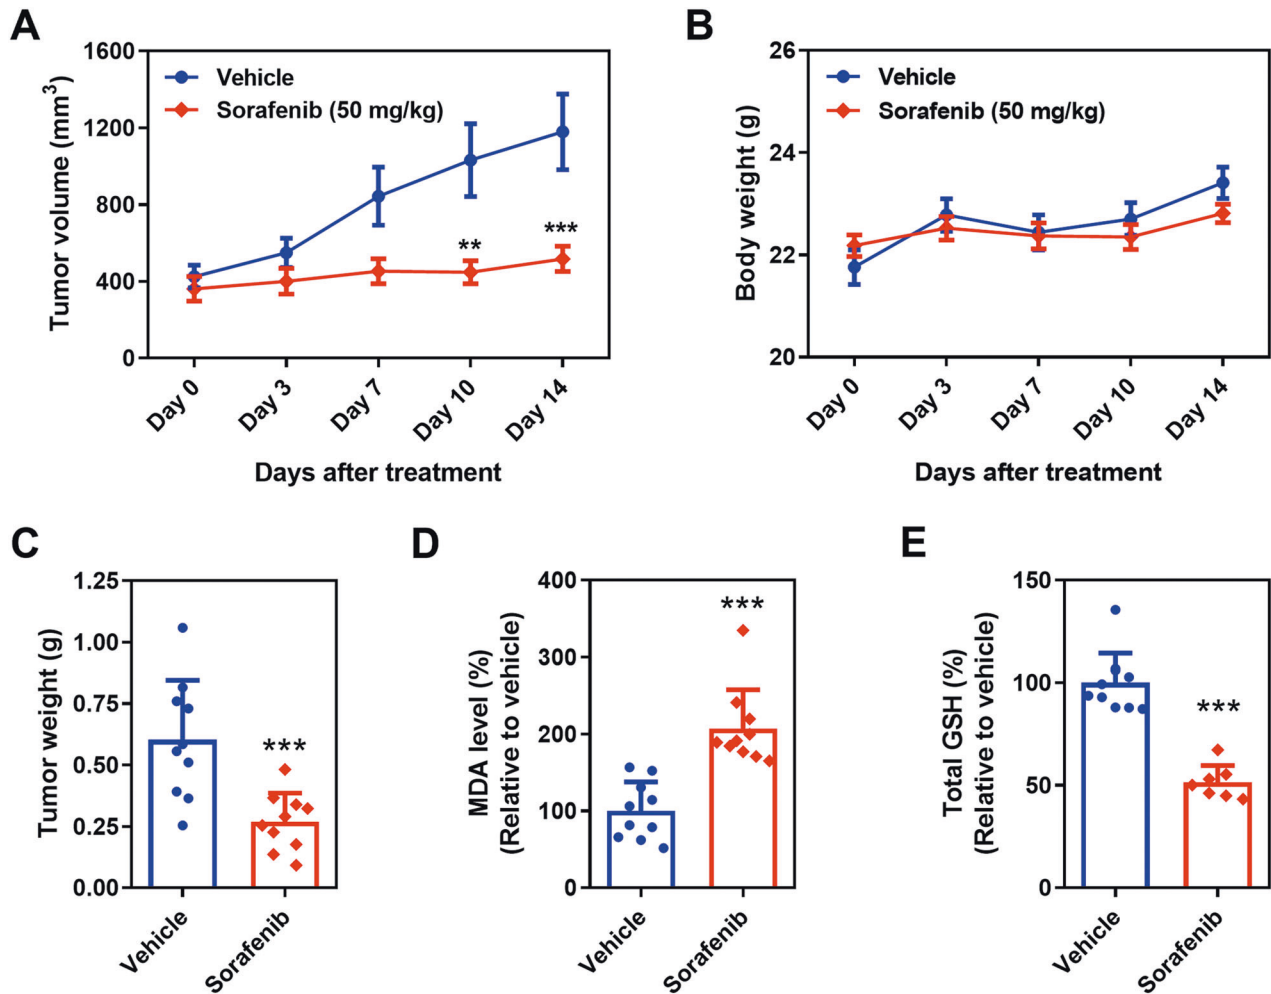 A
Tumor volume (mm³)
1600
1200
800
400
0
Vehicle
Sorafenib (50 mg/kg)
**
***
Day 0
Day 3
Day 7
Day 10
Day 14
Days after treatment
B
Body weight (g)
26
24
22
20
Vehicle
Sorafenib (50 mg/kg)
Day 0
Day 3
Day 7
Day 10
Day 14
Days after treatment
C
Tumor weight (g)
1.25
1.00
0.75
0.50
0.25
0.00
***
Vehicle
Sorafenib
D
MDA level (%)
(Relative to vehicle)
400
300
200
100
0
***
Vehicle
Sorafenib
E
Total GSH (%)
(Relative to vehicle)
150
100
50
0
***
Vehicle
Sorafenib